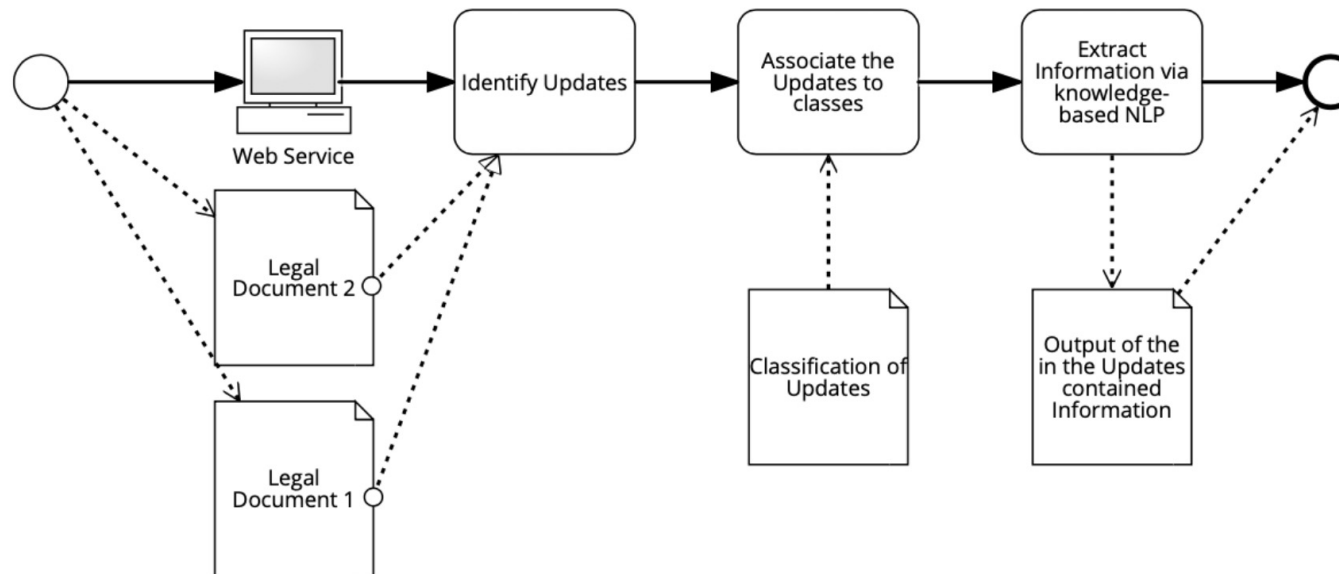 Web Service
Identify Updates
Associate the
Updates to
classes
Extract
Information via
knowledge-
based NLP
Legal
Document 2
Legal
Document 1
Classification of
Updates
Output of the
in the Updates
contained
Information